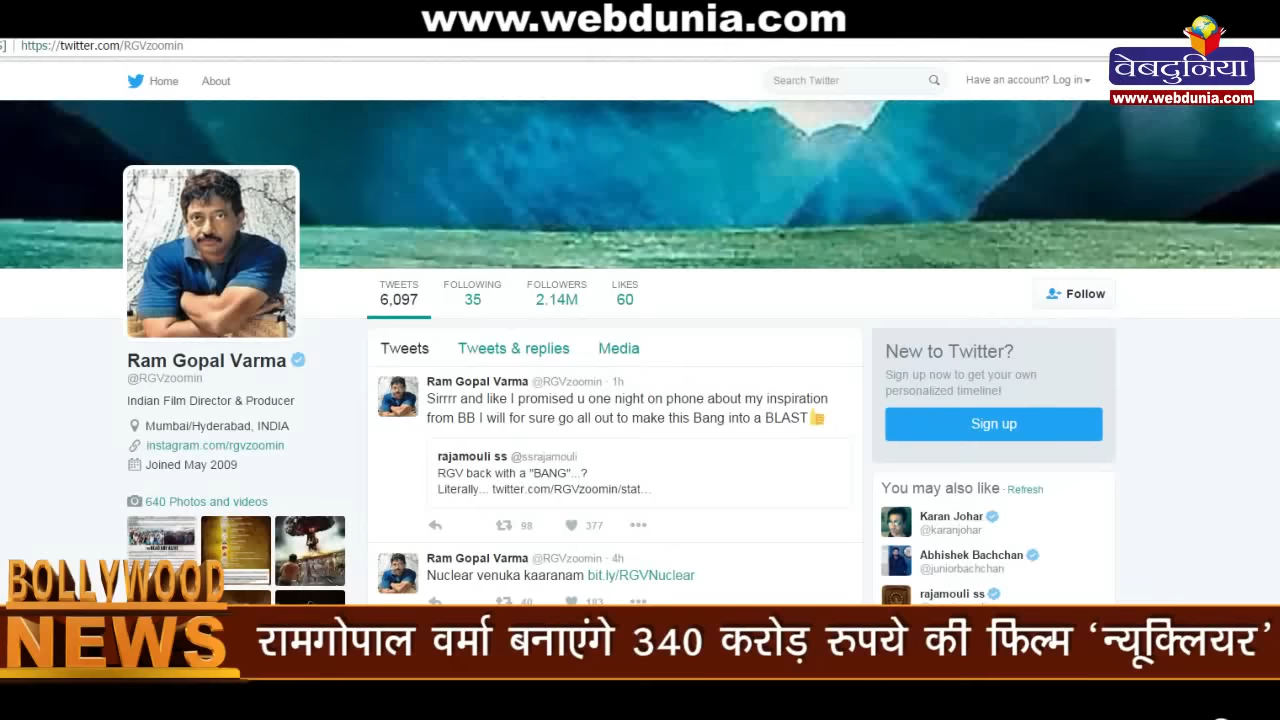 www.webdunia.com
https://twitter.com/RGVzoomin
वेबदुनिया
www.webdunia.com
Home About Search Twitter Have an account? Log in
TWEETS FOLLOWING FOLLOWERS LIKES
6,097 35 2.14M 60
Follow
Ram Gopal Varma
@RGVzoomin
Indian Film Director & Producer
Mumbai/Hyderabad, INDIA
instagram.com/rgvzoomin
Joined May 2009
640 Photos and videos
Tweets Tweets & replies Media
Ram Gopal Varma @RGVzoomin · 1h
Sirrrr and like I promised u one night on phone about my inspiration
from BB I will for sure go all out to make this Bang into a BLAST👍
rajamouli ss @ssrajamouli
RGV back with a "BANG"...?
Literally... twitter.com/RGVzoomin/stat...
98 377
Ram Gopal Varma @RGVzoomin · 4h
Nuclear venuka kaaranam bit.ly/RGVNuclear
New to Twitter?
Sign up now to get your own
personalized timeline!
Sign up
You may also like · Refresh
Karan Johar
@karanjohar
Abhishek Bachchan
@juniorbachchan
rajamouli ss
BOLLYWOOD
NEWS
रामगोपाल वर्मा बनाएंगे 340 करोड़ रुपये की फिल्म ‘न्यूक्लियर’